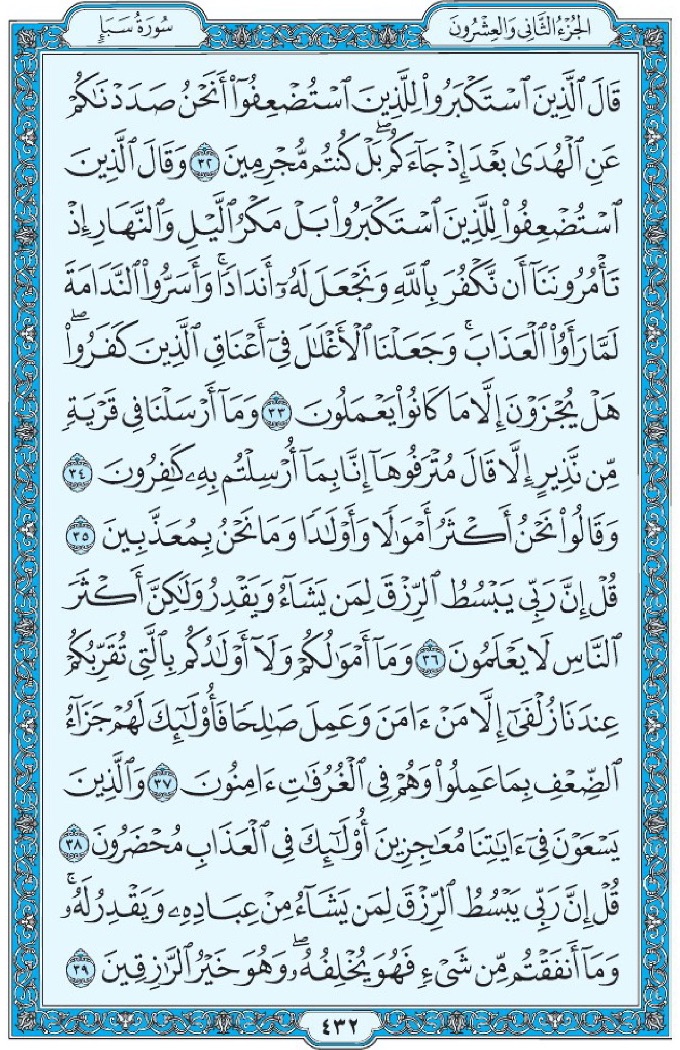 الجزء الثاني والعشرون
سورة سبإ
قَالَ ٱلَّذِينَ ٱسْتَكْبَرُواْ لِلَّذِينَ ٱسْتُضْعِفُوٓاْ أَنَحْنُ صَدَدْنَٰكُمْ
عَنِ ٱلْهُدَىٰ بَعْدَ إِذْ جَآءَكُمۖ بَلْ كُنتُم مُّجْرِمِينَ ٣٢ وَقَالَ ٱلَّذِينَ
ٱسْتُضْعِفُواْ لِلَّذِينَ ٱسْتَكْبَرُواْ بَلْ مَكْرُ ٱلَّيْلِ وَٱلنَّهَارِ إِذْ
تَأْمُرُونَنَآ أَن نَّكْفُرَ بِٱللَّهِ وَنَجْعَلَ لَهُۥٓ أَندَادًاۚ وَأَسَرُّواْ ٱلنَّدَامَةَ
لَمَّا رَأَوُاْ ٱلْعَذَابَۚ وَجَعَلْنَا ٱلْأَغْلَٰلَ فِىٓ أَعْنَاقِ ٱلَّذِينَ كَفَرُواْۖ
هَلْ يُجْزَوْنَ إِلَّا مَا كَانُواْ يَعْمَلُونَ ٣٣ وَمَآ أَرْسَلْنَا فِى قَرْيَةٍ
مِّن نَّذِيرٍ إِلَّا قَالَ مُتْرَفُوهَآ إِنَّا بِمَآ أُرْسِلْتُم بِهِۦ كَٰفِرُونَ ٣٤
وَقَالُواْ نَحْنُ أَكْثَرُ أَمْوَٰلًا وَأَوْلَٰدًا وَمَا نَحْنُ بِمُعَذَّبِينَ ٣٥
قُلْ إِنَّ رَبِّى يَبْسُطُ ٱلرِّزْقَ لِمَن يَشَآءُ وَيَقْدِرُ وَلَٰكِنَّ أَكْثَرَ
ٱلنَّاسِ لَا يَعْلَمُونَ ٣٦ وَمَآ أَمْوَٰلُكُمْ وَلَآ أَوْلَٰدُكُم بِٱلَّتِى تُقَرِّبُكُمْ
عِندَنَا زُلْفَىٰٓ إِلَّا مَنْ ءَامَنَ وَعَمِلَ صَٰلِحًا فَأُوْلَٰٓئِكَ لَهُمْ جَزَآءُ
ٱلضِّعْفِ بِمَا عَمِلُواْ وَهُمْ فِى ٱلْغُرُفَٰتِ ءَامِنُونَ ٣٧ وَٱلَّذِينَ
يَسْعَوْنَ فِىٓ ءَايَٰتِنَا مُعَٰجِزِينَ أُوْلَٰٓئِكَ فِى ٱلْعَذَابِ مُحْضَرُونَ ٣٨
قُلْ إِنَّ رَبِّى يَبْسُطُ ٱلرِّزْقَ لِمَن يَشَآءُ مِنْ عِبَادِهِۦ وَيَقْدِرُ لَهُۥۚ
وَمَآ أَنفَقْتُم مِّن شَىْءٍ فَهُوَ يُخْلِفُهُۥۖ وَهُوَ خَيْرُ ٱلرَّٰزِقِينَ ٣٩
٤٣٢